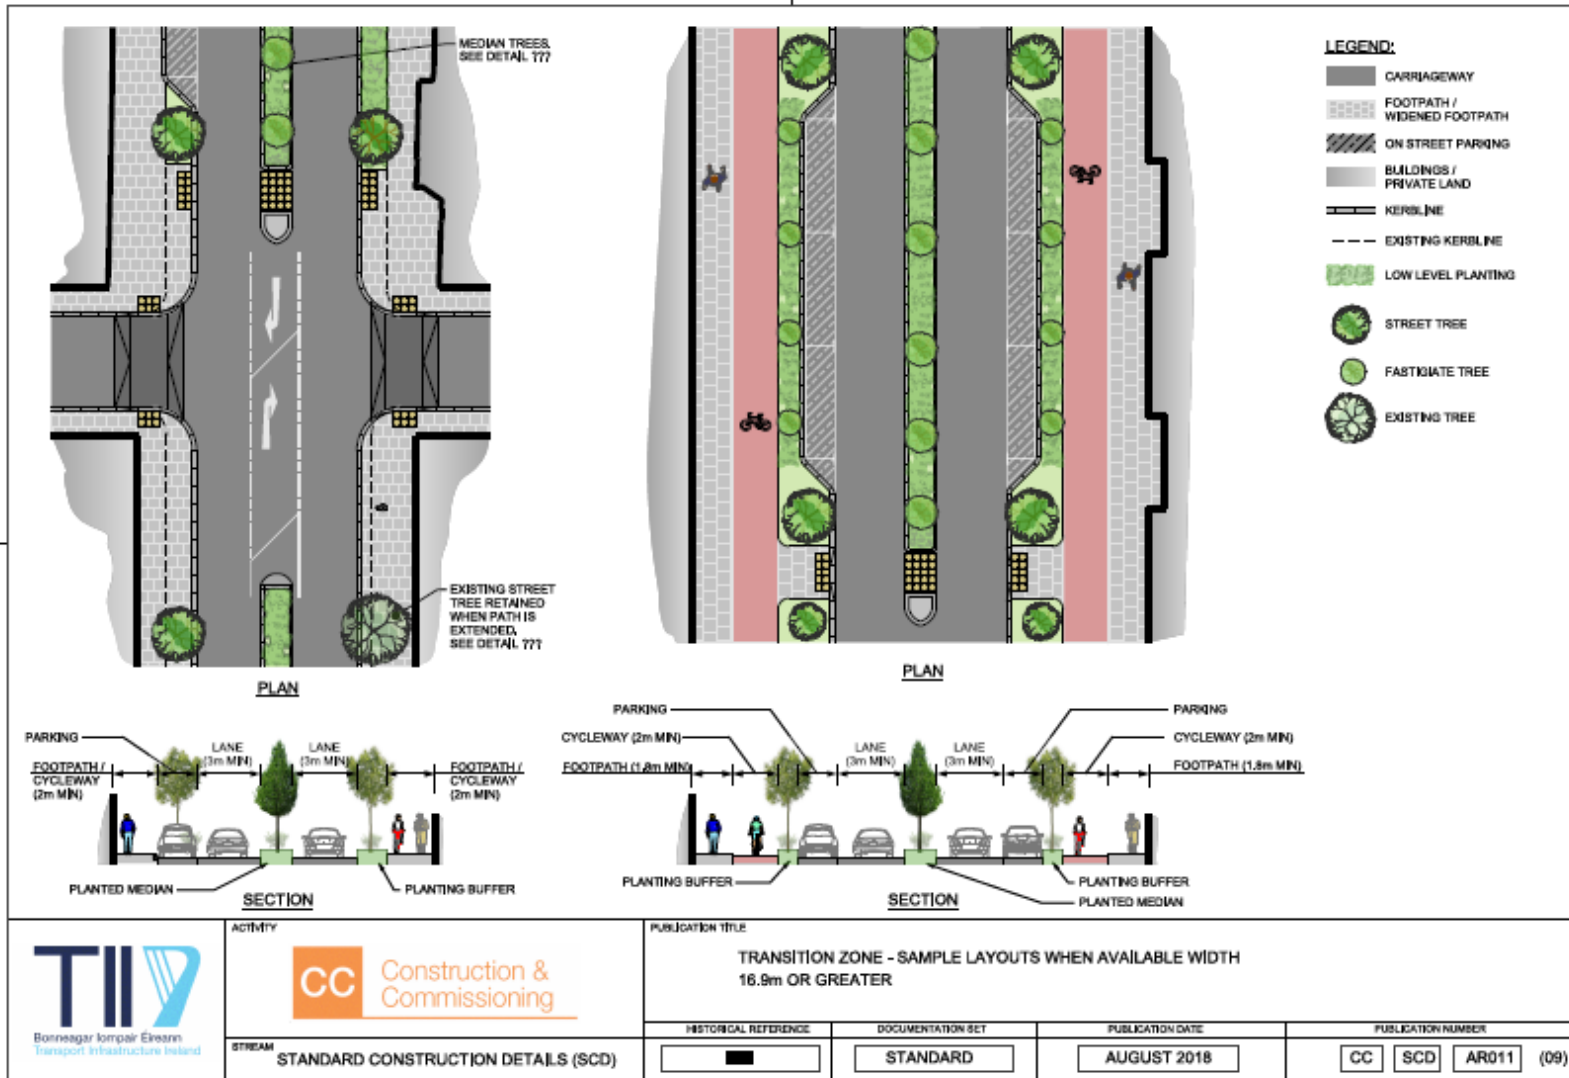 MEDIAN TREES.
SEE DETAIL ???
EXISTING STREET
TREE RETAINED
WHEN PATH IS
EXTENDED.
SEE DETAIL ???
PLAN
PLAN
LEGEND:
CARRIAGEWAY
FOOTPATH /
WIDENED FOOTPATH
ON STREET PARKING
BUILDINGS /
PRIVATE LAND
KERBLINE
EXISTING KERBLINE
LOW LEVEL PLANTING
STREET TREE
FASTIGIATE TREE
EXISTING TREE
PARKING
FOOTPATH /
CYCLEWAY
(2m MIN)
LANE
(3m MIN)
LANE
(3m MIN)
FOOTPATH /
CYCLEWAY
(2m MIN)
PLANTED MEDIAN
PLANTING BUFFER
SECTION
PARKING
CYCLEWAY (2m MIN)
FOOTPATH (1.8m MIN)
LANE
(3m MIN)
LANE
(3m MIN)
PARKING
CYCLEWAY (2m MIN)
FOOTPATH (1.8m MIN)
PLANTING BUFFER
PLANTING BUFFER
PLANTED MEDIAN
SECTION
TII
Bonneagar Iompair Éireann
Transport Infrastructure Ireland
ACTIVITY
CC Construction &
Commissioning
STREAM
STANDARD CONSTRUCTION DETAILS (SCD)
PUBLICATION TITLE
TRANSITION ZONE - SAMPLE LAYOUTS WHEN AVAILABLE WIDTH
16.9m OR GREATER
HISTORICAL REFERENCE
DOCUMENTATION SET
STANDARD
PUBLICATION DATE
AUGUST 2018
PUBLICATION NUMBER
CC SCD AR011 (09)